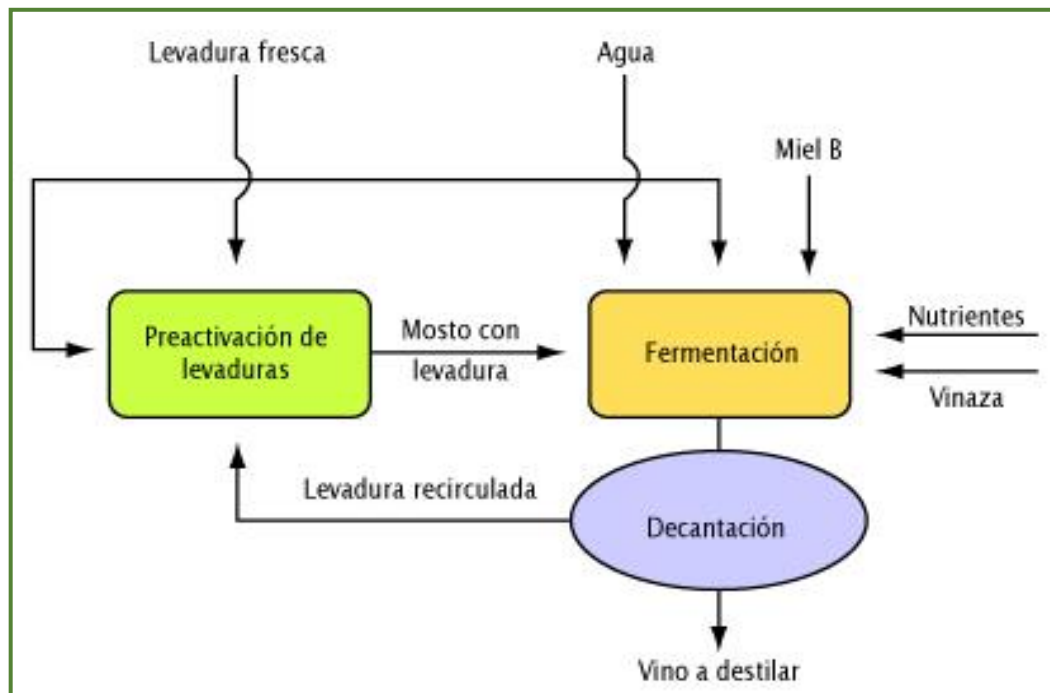 Levadura fresca
Agua
Miel B
Preactivación de
levaduras
Mosto con
levadura
Fermentación
Nutrientes
Vinaza
Levadura recirculada
Decantación
Vino a destilar